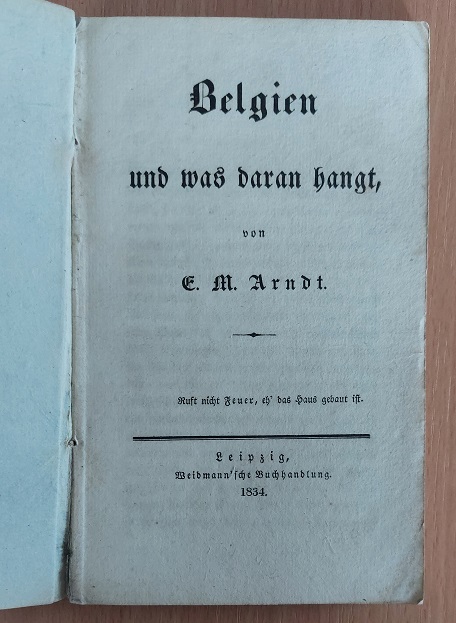 Belgien
und was daran hangt,
von
E. M. Arndt.
Ruft nicht Feuer, eh' das Haus gebaut ist.
Leipzig,
Weidmann'sche Buchhandlung.
1834.